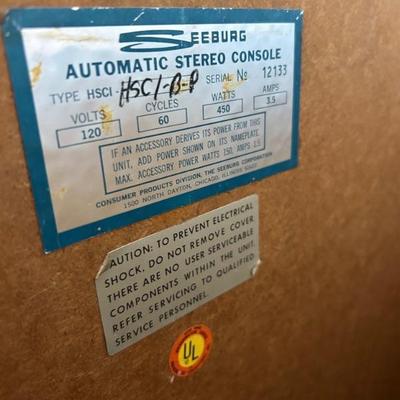 SEEBURG
AUTOMATIC STEREO CONSOLE
TYPE HSC1- HSC1-B-P SERIAL No 12133
VOLTS CYCLES WATTS AMPS
120 60 450 3.5
IF AN ACCESSORY DERIVES ITS POWER FROM THIS
UNIT, ADD POWER SHOWN ON ITS NAMEPLATE.
MAX. ACCESSORY POWER WATTS 150, AMPS 1.5
CONSUMER PRODUCTS DIVISION, THE SEEBURG CORPORATION
1500 NORTH DAYTON, CHICAGO, ILLINOIS 60622
AUTION: TO PREVENT ELECTRICAL
SHOCK, DO NOT REMOVE COVER.
THERE ARE NO USER SERVICEABLE
COMPONENTS WITHIN THE UNIT.
REFER SERVICING TO QUALIFIED
SERVICE PERSONNEL.
UL